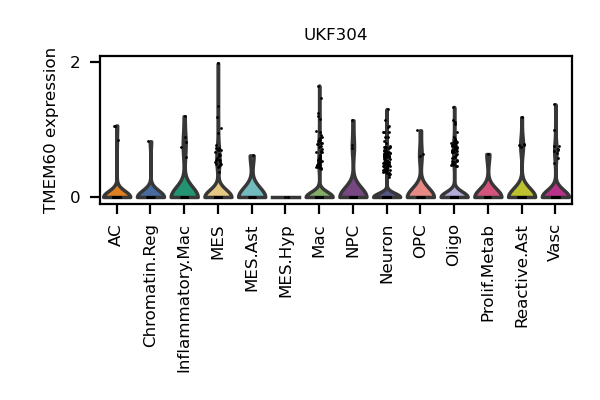 UKF304
TMEM60 expression
2
0
AC
Chromatin.Reg
Inflammatory.Mac
MES
MES.Ast
MES.Hyp
Mac
NPC
Neuron
OPC
Oligo
Prolif.Metab
Reactive.Ast
Vasc